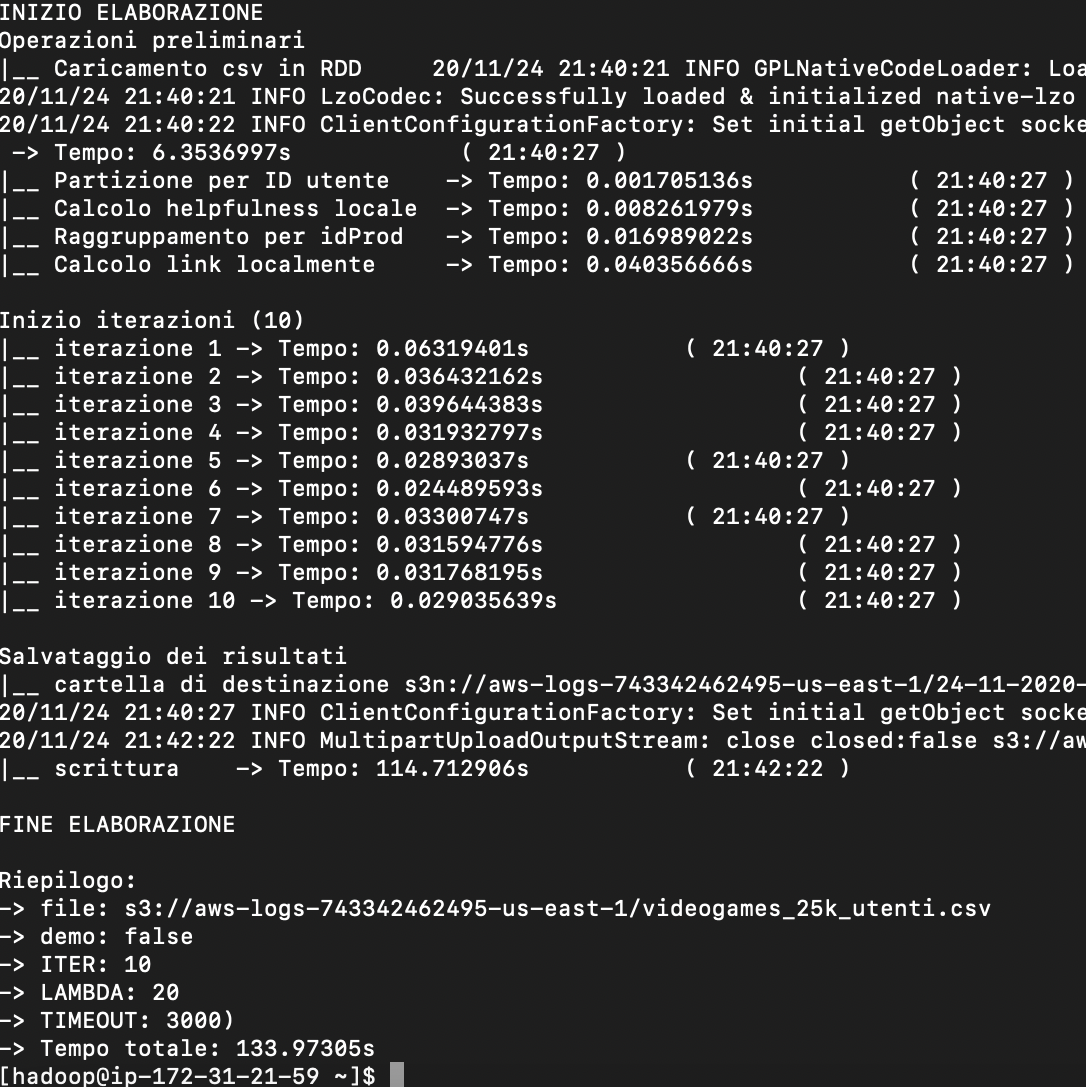 INIZIO ELABORAZIONE
Operazioni preliminari
|__ Caricamento csv in RDD     20/11/24 21:40:21 INFO GPLNativeCodeLoader: Loa
20/11/24 21:40:21 INFO LzoCodec: Successfully loaded & initialized native-lzo
20/11/24 21:40:22 INFO ClientConfigurationFactory: Set initial getObject socke
 -> Tempo: 6.3536997s            ( 21:40:27 )
|__ Partizione per ID utente    -> Tempo: 0.001705136s           ( 21:40:27 )
|__ Calcolo helpfulness locale  -> Tempo: 0.008261979s           ( 21:40:27 )
|__ Raggruppamento per idProd   -> Tempo: 0.016989022s           ( 21:40:27 )
|__ Calcolo link localmente     -> Tempo: 0.040356666s           ( 21:40:27 )
Inizio iterazioni (10)
|__ iterazione 1 -> Tempo: 0.06319401s           ( 21:40:27 )
|__ iterazione 2 -> Tempo: 0.036432162s                  ( 21:40:27 )
|__ iterazione 3 -> Tempo: 0.039644383s                  ( 21:40:27 )
|__ iterazione 4 -> Tempo: 0.031932797s                  ( 21:40:27 )
|__ iterazione 5 -> Tempo: 0.02893037s           ( 21:40:27 )
|__ iterazione 6 -> Tempo: 0.024489593s                  ( 21:40:27 )
|__ iterazione 7 -> Tempo: 0.03300747s           ( 21:40:27 )
|__ iterazione 8 -> Tempo: 0.031594776s                  ( 21:40:27 )
|__ iterazione 9 -> Tempo: 0.031768195s                  ( 21:40:27 )
|__ iterazione 10 -> Tempo: 0.029035639s                 ( 21:40:27 )
Salvataggio dei risultati
|__ cartella di destinazione s3n://aws-logs-743342462495-us-east-1/24-11-2020-
20/11/24 21:40:27 INFO ClientConfigurationFactory: Set initial getObject socke
20/11/24 21:42:22 INFO MultipartUploadOutputStream: close closed:false s3://aw
|__ scrittura    -> Tempo: 114.712906s           ( 21:42:22 )
FINE ELABORAZIONE
Riepilogo:
-> file: s3://aws-logs-743342462495-us-east-1/videogames_25k_utenti.csv
-> demo: false
-> ITER: 10
-> LAMBDA: 20
-> TIMEOUT: 3000)
-> Tempo totale: 133.97305s
[hadoop@ip-172-31-21-59 ~]$